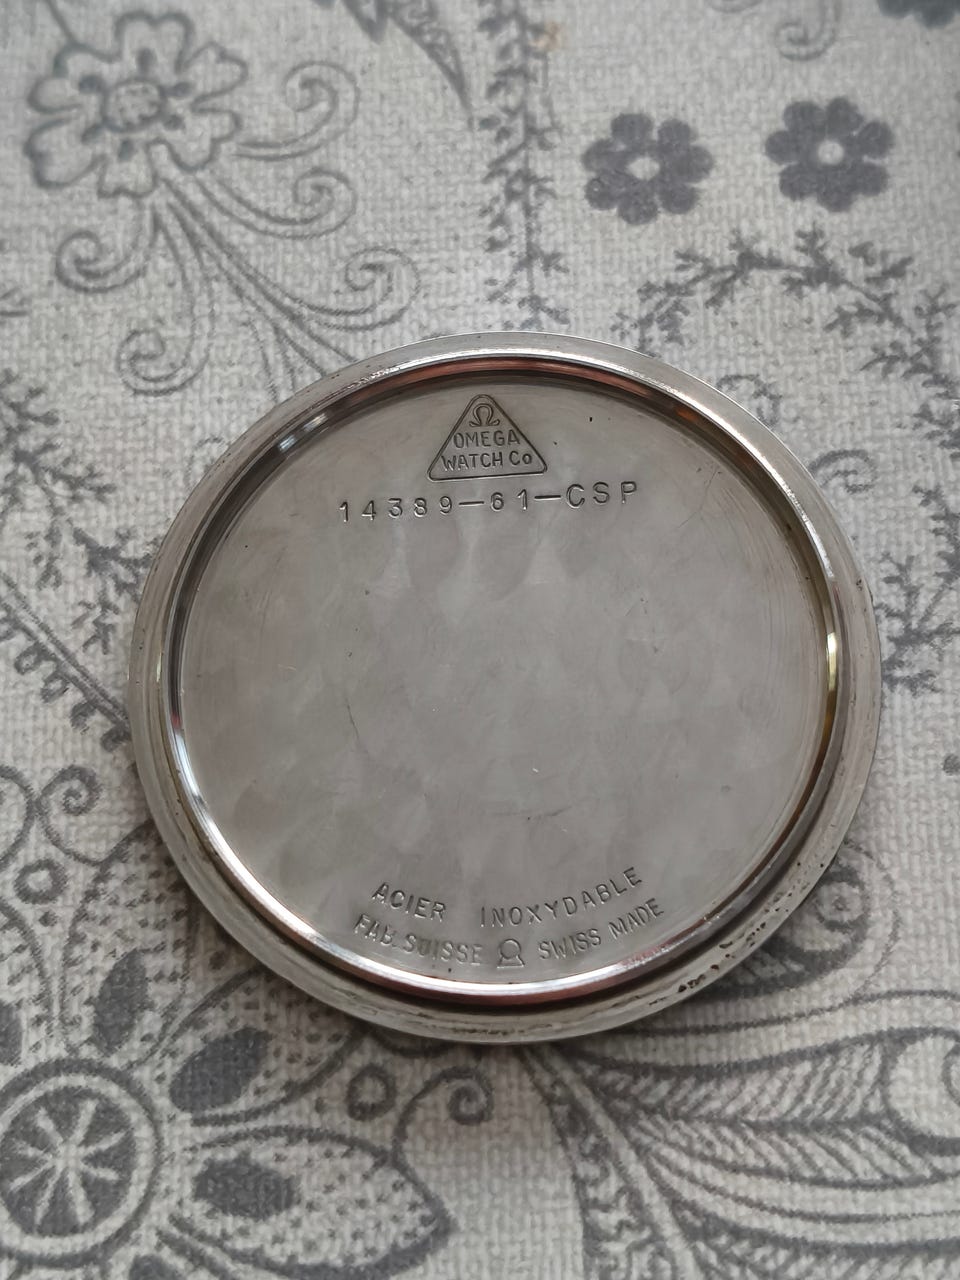 Ω
OMEGA
WATCH Co
14389-61-CSP
ACIER INOXYDABLE
FAB. SUISSE SWISS MADE